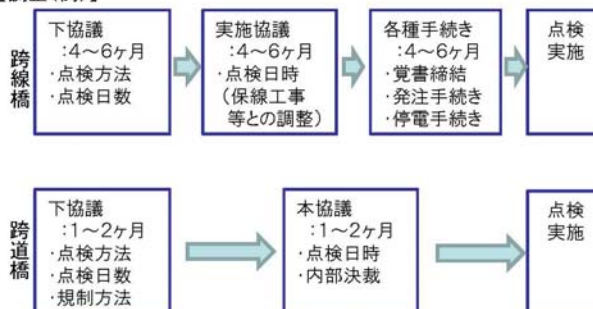 跨線橋
下協議
：4～6ヶ月
・点検方法
・点検日数
実施協議
：4～6ヶ月
・点検日時
（保線工事
等との調整）
各種手続き
：4～6ヶ月
・覚書締結
・発注手続き
・停電手続き
点検
実施
跨道橋
下協議
：1～2ヶ月
・点検方法
・点検日数
・規制方法
本協議
：1～2ヶ月
・点検日時
・内部決裁
点検
実施